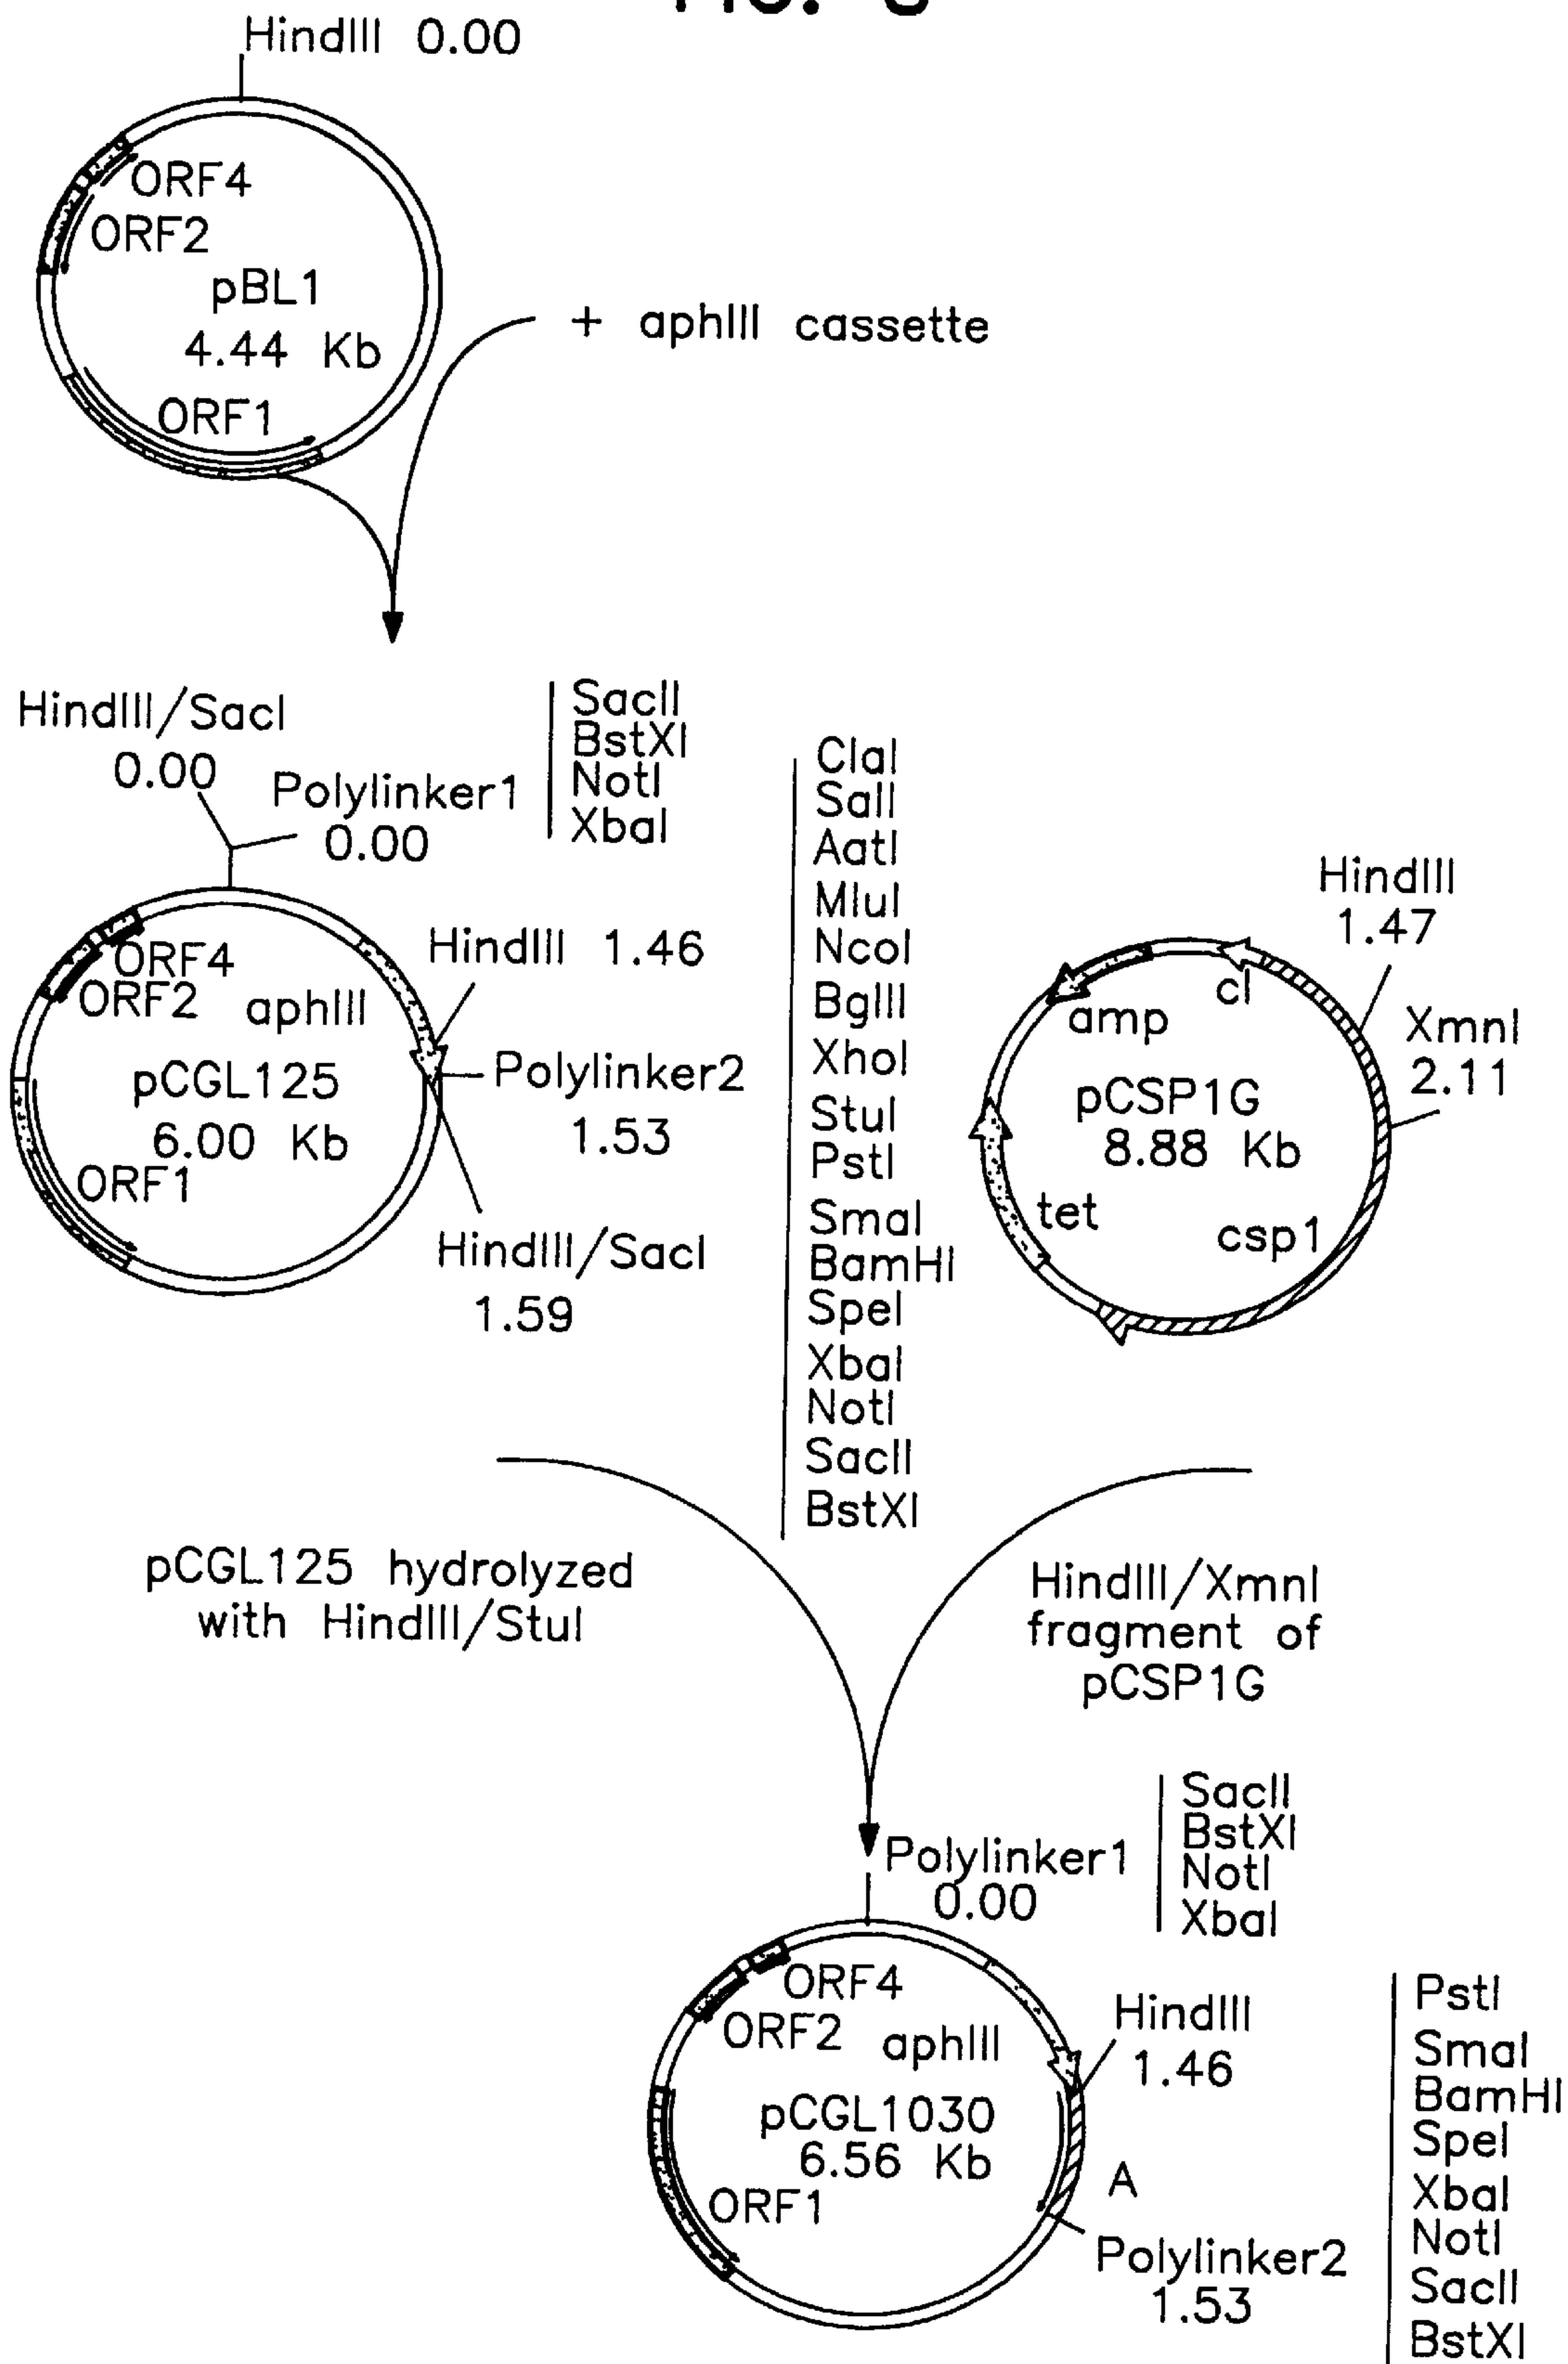 HindIII 0.00
ORF4
ORF2
pBL1
4.44 Kb
ORF1
+ aphIII cassette
HindIII/SacI
0.00
Polylinker1
0.00
SacII
BstXI
NotI
XbaI
ORF4
ORF2
aphIII
HindIII 1.46
pCGL125
6.00 Kb
Polylinker2
1.53
ORF1
HindIII/SacI
1.59
ClaI
SalI
AatI
MluI
NcoI
BglII
XhoI
StuI
PstI
SmaI
BamHI
SpeI
XbaI
NotI
SacII
BstXI
HindIII
1.47
cI
amp
XmnI
2.11
pCSP1G
8.88 Kb
tet
csp1
pCGL125 hydrolyzed
with HindIII/StuI
HindIII/XmnI
fragment of
pCSP1G
Polylinker1
0.00
SacII
BstXI
NotI
XbaI
ORF4
ORF2
aphIII
HindIII
1.46
pCGL1030
6.56 Kb
A
ORF1
Polylinker2
1.53
PstI
SmaI
BamHI
SpeI
XbaI
NotI
SacII
BstXI